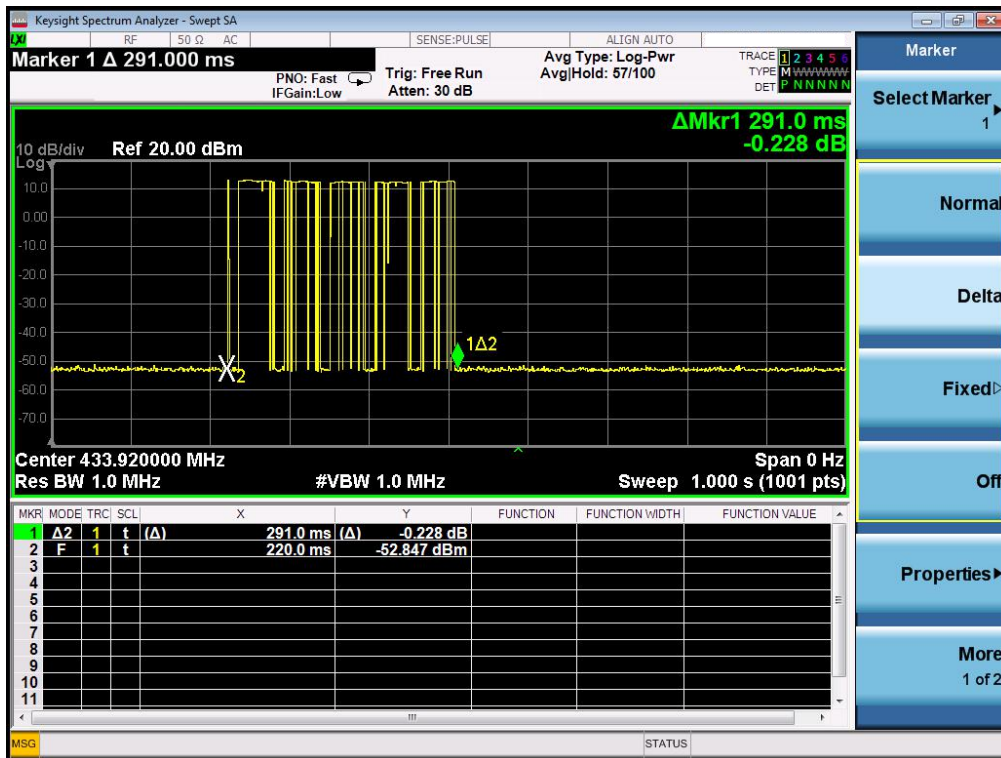 Keysight Spectrum Analyzer - Swept SA
LXI RF 50 Ω AC SENSE:PULSE ALIGN AUTO
Marker 1 Δ 291.000 ms
PNO: Fast
IFGain:Low
Trig: Free Run
Atten: 30 dB
Avg Type: Log-Pwr
Avg|Hold: 57/100
TRACE 1 2 3 4 5 6
TYPE M WWWWW
DET P N N N N N
ΔMkr1 291.0 ms
-0.228 dB
10 dB/div Ref 20.00 dBm
Log
10.0
0.00
-10.0
-20.0
-30.0
-40.0
-50.0
-60.0
-70.0
1Δ2
X2
Center 433.920000 MHz Span 0 Hz
Res BW 1.0 MHz #VBW 1.0 MHz Sweep 1.000 s (1001 pts)
MKR MODE TRC SCL X Y FUNCTION FUNCTION WIDTH FUNCTION VALUE
1 Δ2 1 t (Δ) 291.0 ms (Δ) -0.228 dB
2 F 1 t 220.0 ms -52.847 dBm
3
4
5
6
7
8
9
10
11
MSG STATUS
Marker
Select Marker
1
Normal
Delta
Fixed
Off
Properties
More
1 of 2